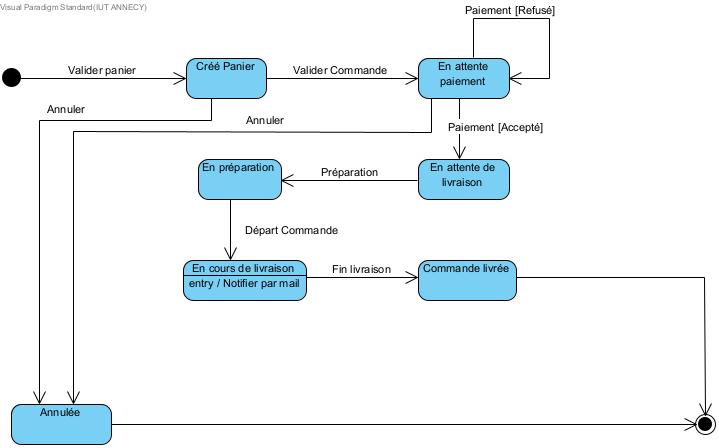 Visual Paradigm Standard(IUT ANNECY)
Paiement [Refusé]
Valider panier
Créé Panier
Valider Commande
En attente
paiement
Annuler
Annuler
Paiement [Accepté]
En préparation
Préparation
En attente de
livraison
Départ Commande
En cours de livraison
entry / Notifier par mail
Fin livraison
Commande livrée
Annulée